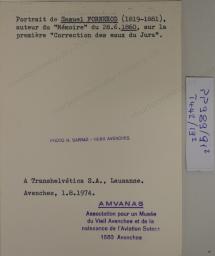 Portrait de Samuel FORNEROD (1819-1881),
auteur du "Mémoire" du 28.6.1860, sur la
première "Correction des eaux du Jura".
PHOTO H. SARRAZ - 1580 AVENCHES
A Transhelvética S.A., Lausanne.
Avenches, 1.8.1974.
AMVANAS
Association pour un Musée
du Vieil Avenches et de la
naissance de l'Aviation Suisse
1580 Avenches